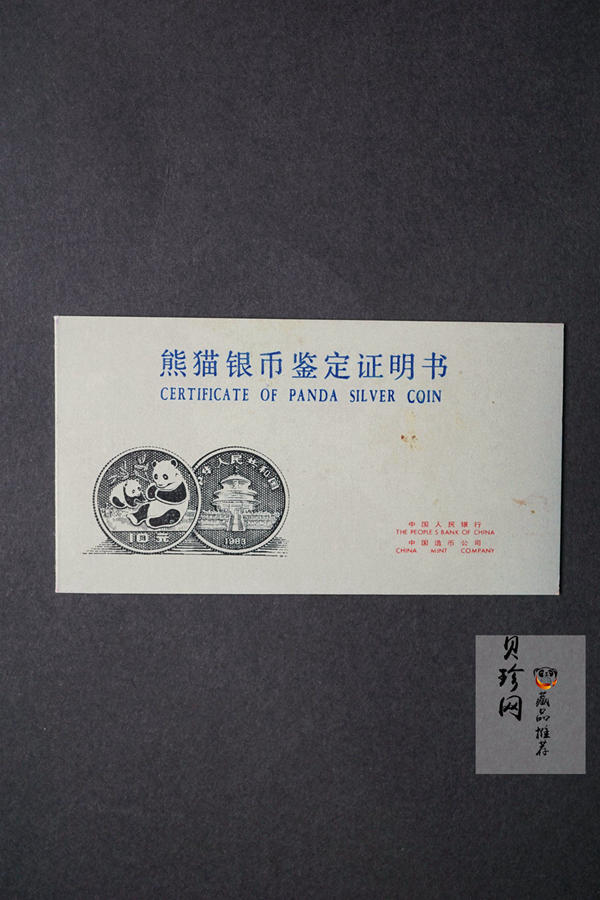 熊猫银币鉴定证明书
CERTIFICATE OF PANDA SILVER COIN
人民共和国
10元
1983
中国人民银行
THE PEOPLE'S BANK OF CHINA
中国造币公司
CHINA MINT COMPANY
贝珍网
藏品推荐